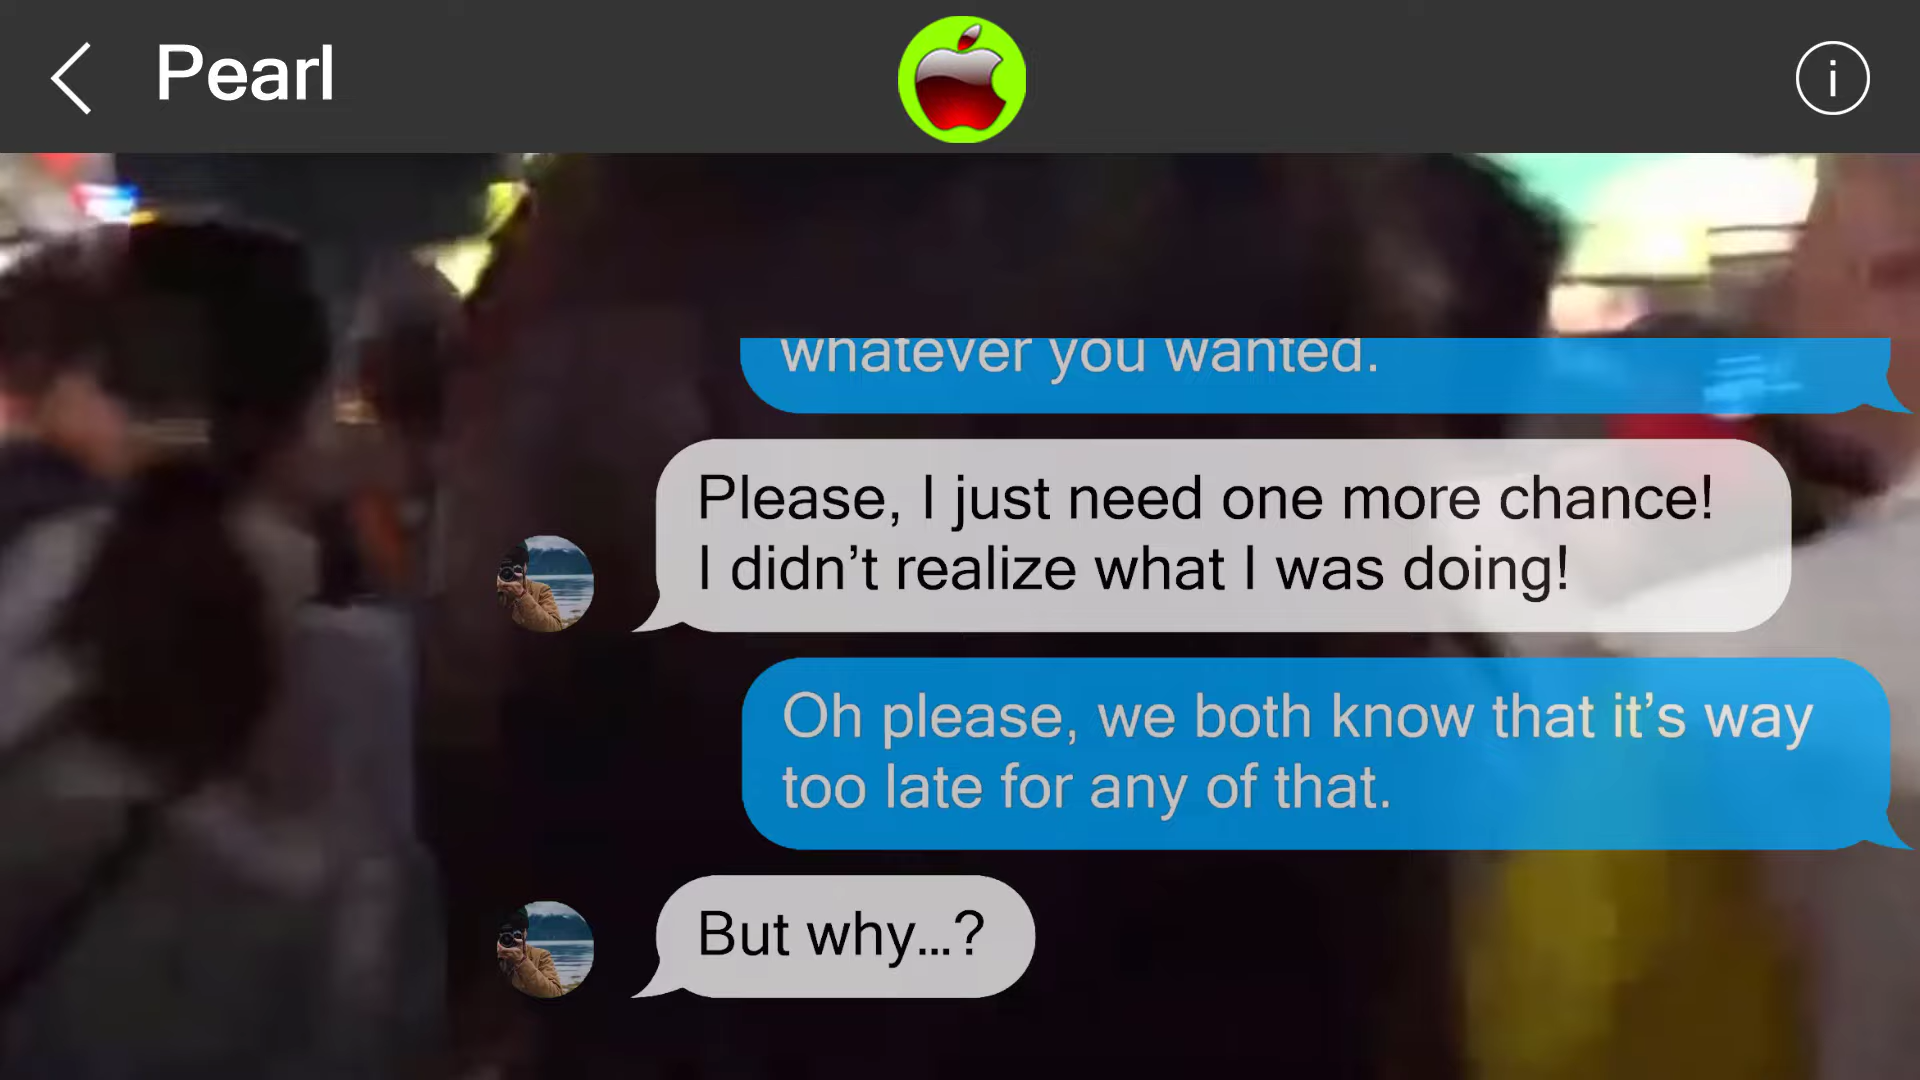 Pearl
i
whatever you wanted.
Please, I just need one more chance!
I didn’t realize what I was doing!
Oh please, we both know that it’s way
too late for any of that.
But why...?